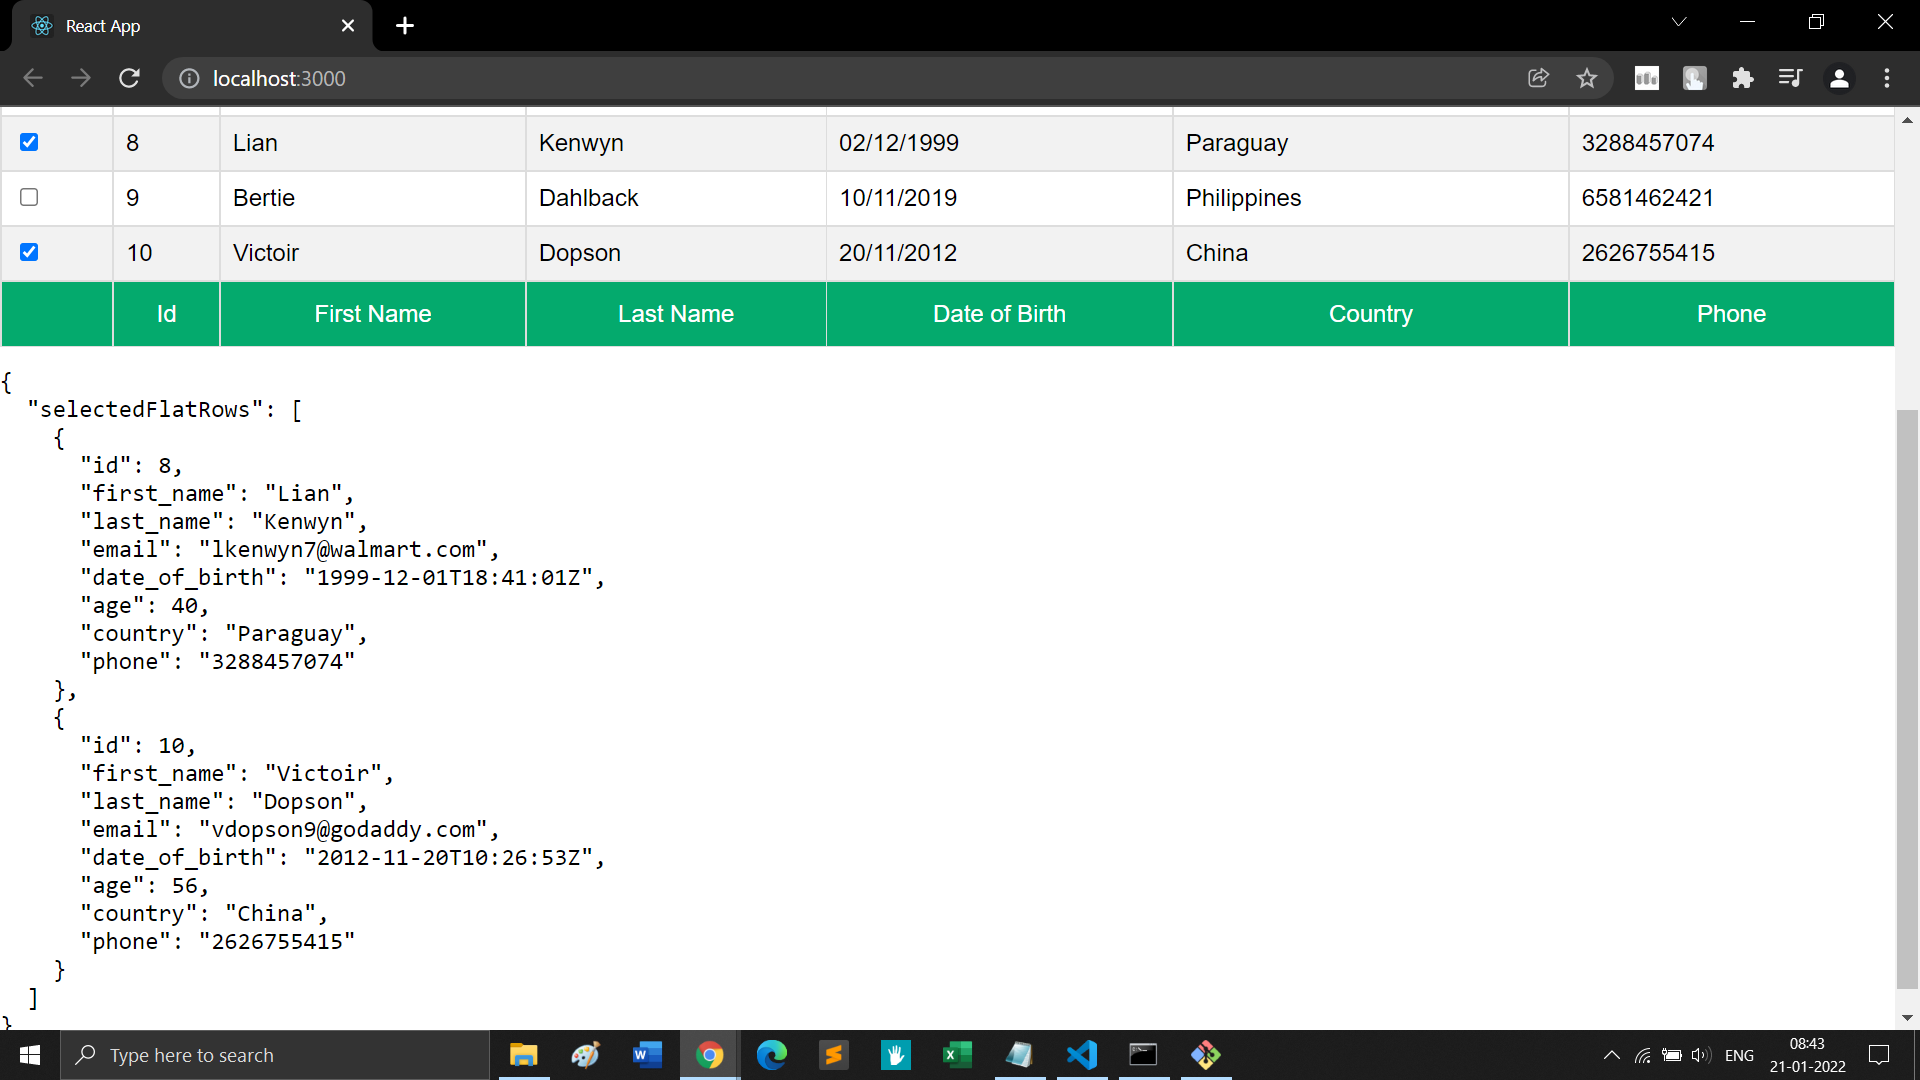 React App
localhost:3000
8 Lian Kenwyn 02/12/1999 Paraguay 3288457074
9 Bertie Dahlback 10/11/2019 Philippines 6581462421
10 Victoir Dopson 20/11/2012 China 2626755415
Id First Name Last Name Date of Birth Country Phone
{
  "selectedFlatRows": [
    {
      "id": 8,
      "first_name": "Lian",
      "last_name": "Kenwyn",
      "email": "lkenwyn7@walmart.com",
      "date_of_birth": "1999-12-01T18:41:01Z",
      "age": 40,
      "country": "Paraguay",
      "phone": "3288457074"
    },
    {
      "id": 10,
      "first_name": "Victoir",
      "last_name": "Dopson",
      "email": "vdopson9@godaddy.com",
      "date_of_birth": "2012-11-20T10:26:53Z",
      "age": 56,
      "country": "China",
      "phone": "2626755415"
    }
  ]
}
Type here to search
ENG
08:43
21-01-2022